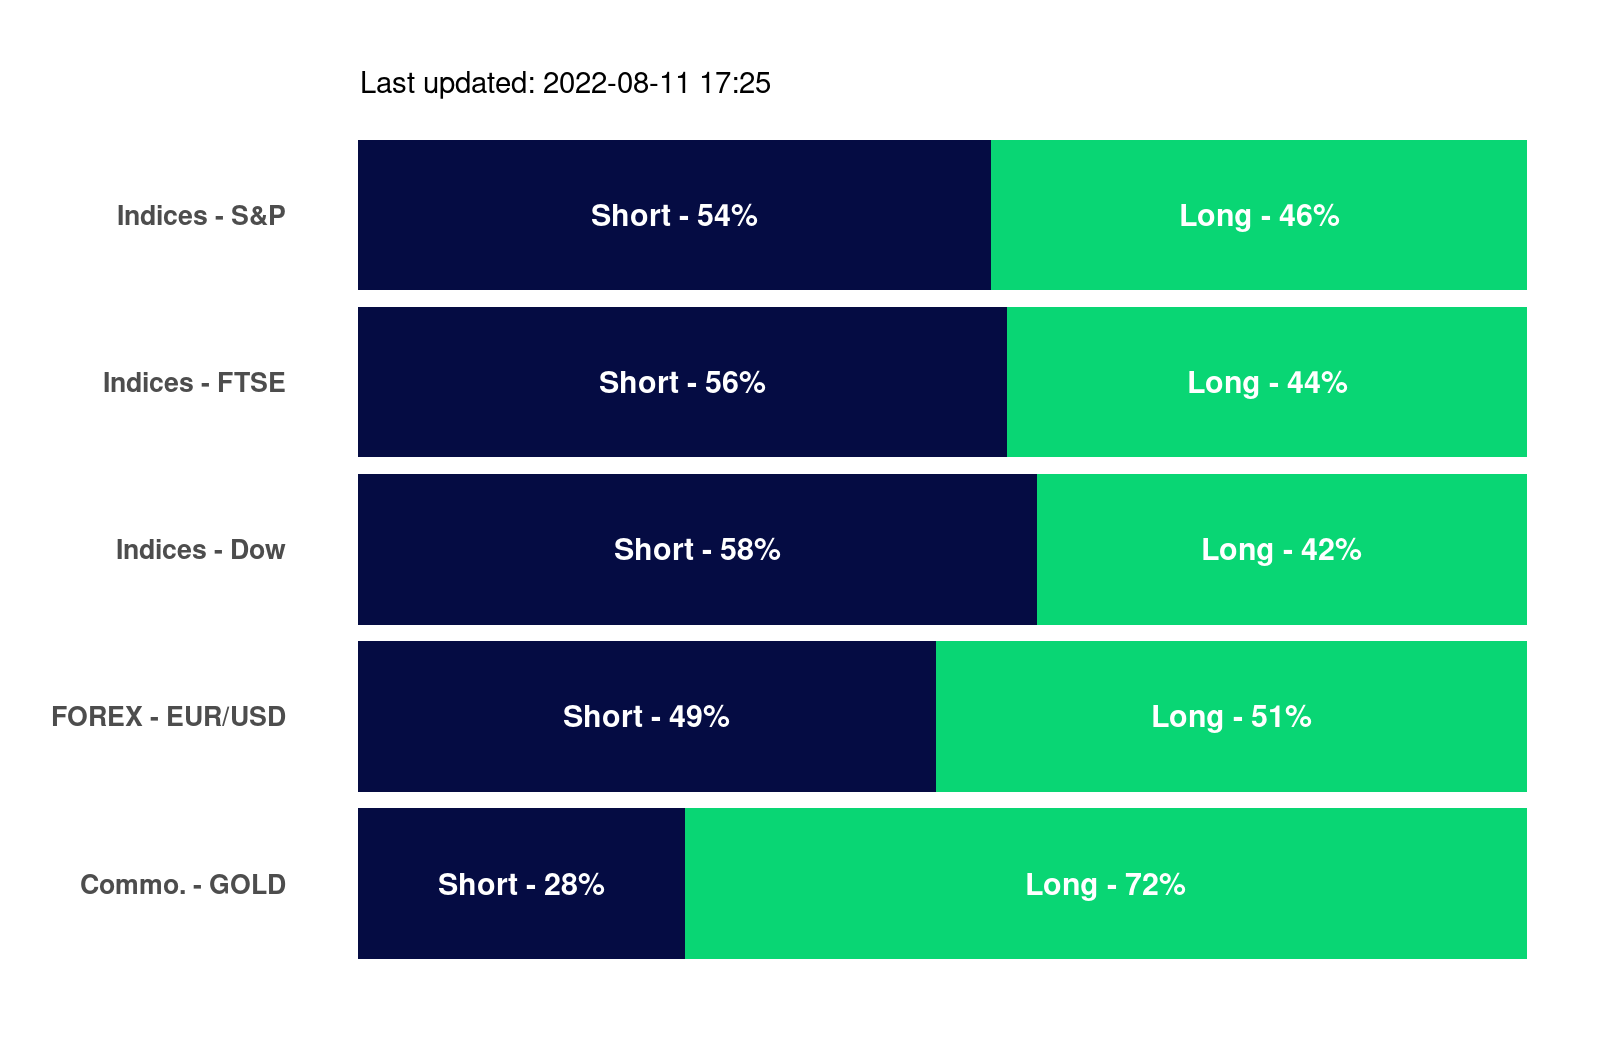 Last updated: 2022-08-11 17:25
Indices - S&P Short - 54% Long - 46%
Indices - FTSE Short - 56% Long - 44%
Indices - Dow Short - 58% Long - 42%
FOREX - EUR/USD Short - 49% Long - 51%
Commo. - GOLD Short - 28% Long - 72%